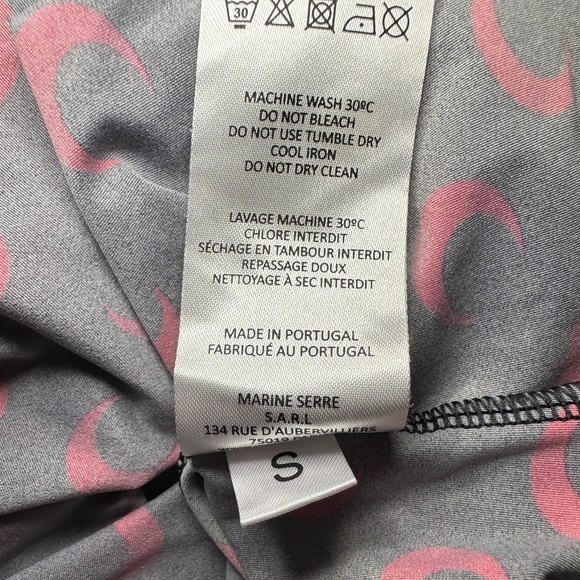 30
MACHINE WASH 30ºC
DO NOT BLEACH
DO NOT USE TUMBLE DRY
COOL IRON
DO NOT DRY CLEAN
LAVAGE MACHINE 30ºC
CHLORE INTERDIT
SÉCHAGE EN TAMBOUR INTERDIT
REPASSAGE DOUX
NETTOYAGE À SEC INTERDIT
MADE IN PORTUGAL
FABRIQUÉ AU PORTUGAL
MARINE SERRE
S.A.R.L
134 RUE D'AUBERVILLIERS
75019
S